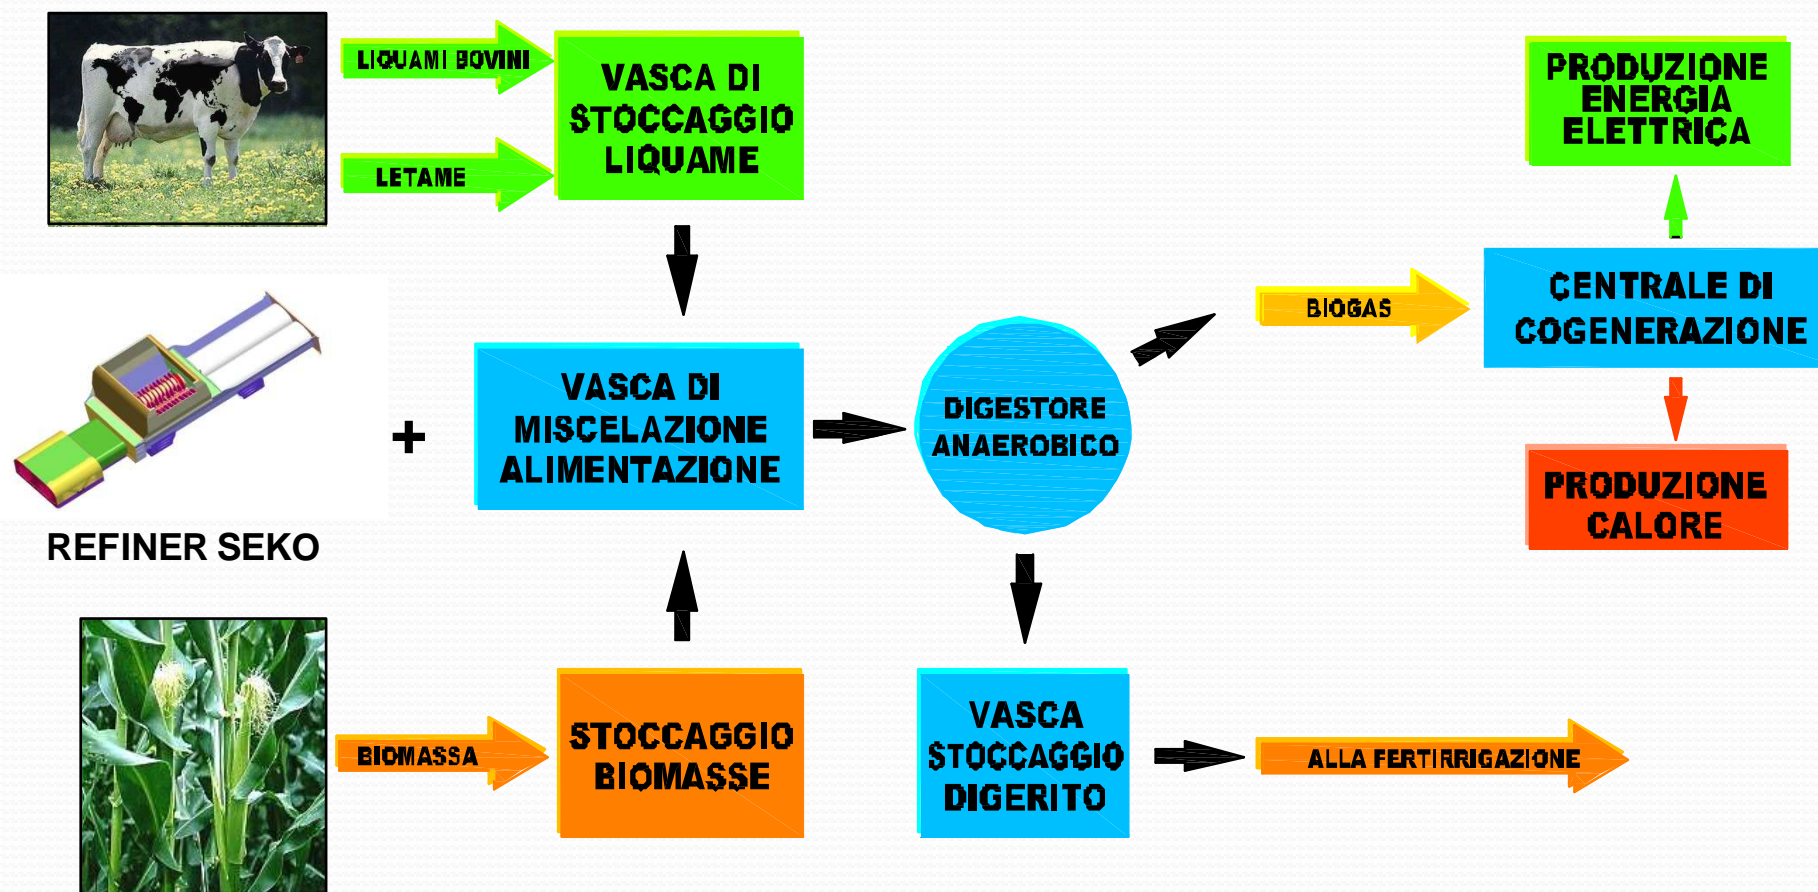 LIQUAMI BOVINI
LETAME
VASCA DI
STOCCAGGIO
LIQUAME
PRODUZIONE
ENERGIA
ELETTRICA
BIOGAS
CENTRALE DI
COGENERAZIONE
VASCA DI
MISCELAZIONE
ALIMENTAZIONE
+
DIGESTORE
ANAEROBICO
PRODUZIONE
CALORE
REFINER SEKO
BIOMASSA
STOCCAGGIO
BIOMASSE
VASCA
STOCCAGGIO
DIGERITO
ALLA FERTIRRIGAZIONE